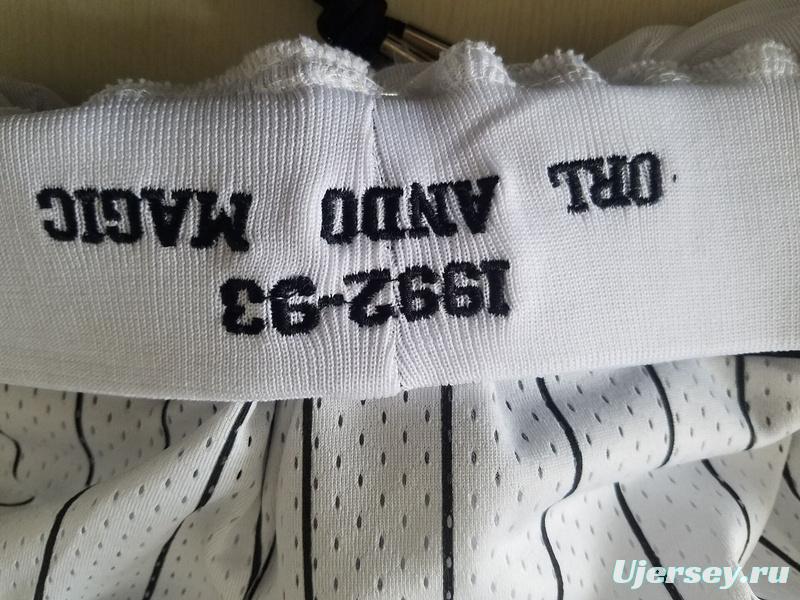 ORL ANDO MAGIC
1992-93
Ujersey.ru